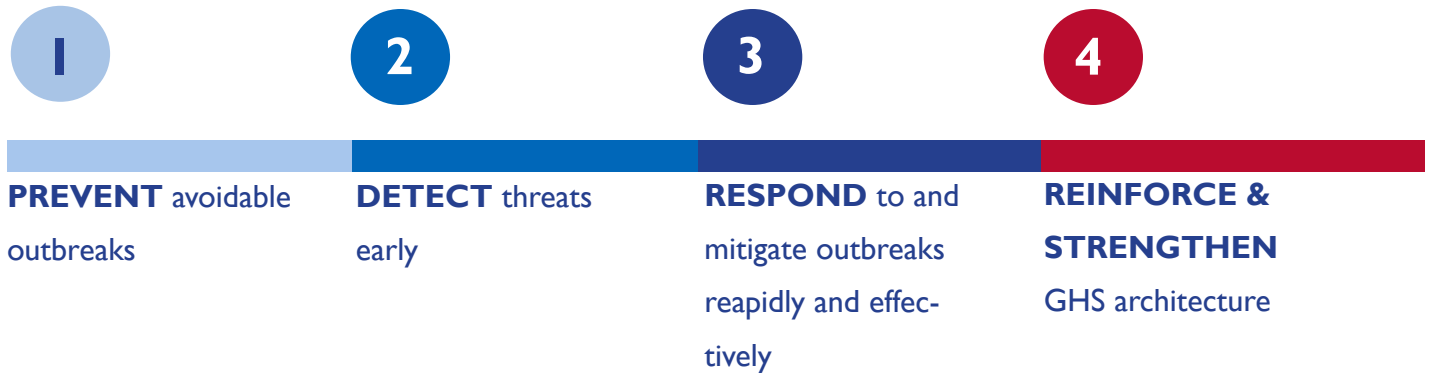 1
2
3
4
PREVENT avoidable
outbreaks
DETECT threats
early
RESPOND to and
mitigate outbreaks
reapidly and effec-
tively
REINFORCE &
STRENGTHEN
GHS architecture